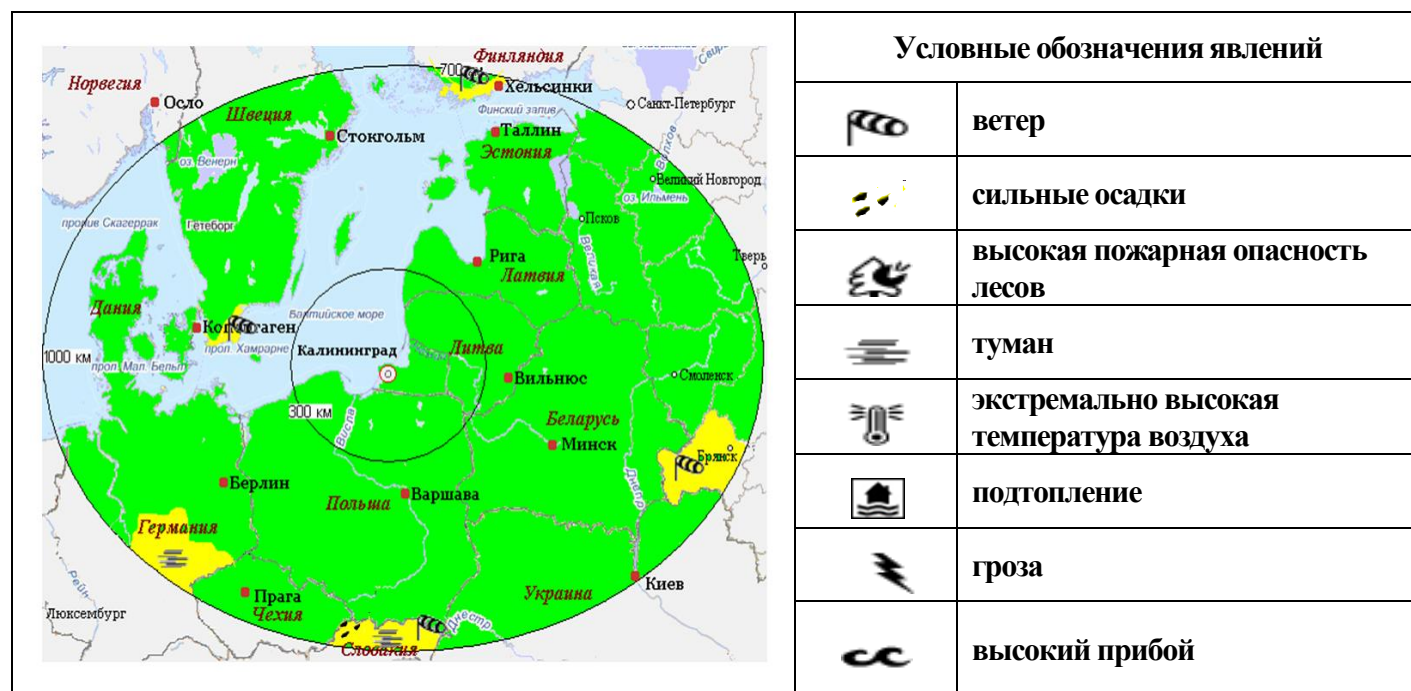 Финляндия
Норвегия
700
Хельсинки
Осло
Санкт-Петербург
Швеция
Финский залив
Стокгольм
Таллин
Эстония
Волхов
оз. Венерн
Великий Новгород
оз. Ильмень
пролив Скагеррак
Гетеборг
Псков
Великая
Рига
Тверь
Латвия
Дания
Балтийское море
1000 км
прол. Хамрарне
Калининград
Литва
прол. Мал. Бельт
Вильнюс
Смоленск
300 км
Висла
Беларусь
Минск
Брянск
Днепр
Берлин
Польша
Варшава
Германия
Рейн
Киев
Прага
Украина
Люксембург
Чехия
Днестр
Словакия
Условные обозначения явлений
ветер
сильные осадки
высокая пожарная опасность
лесов
туман
экстремально высокая
температура воздуха
подтопление
гроза
высокий прибой